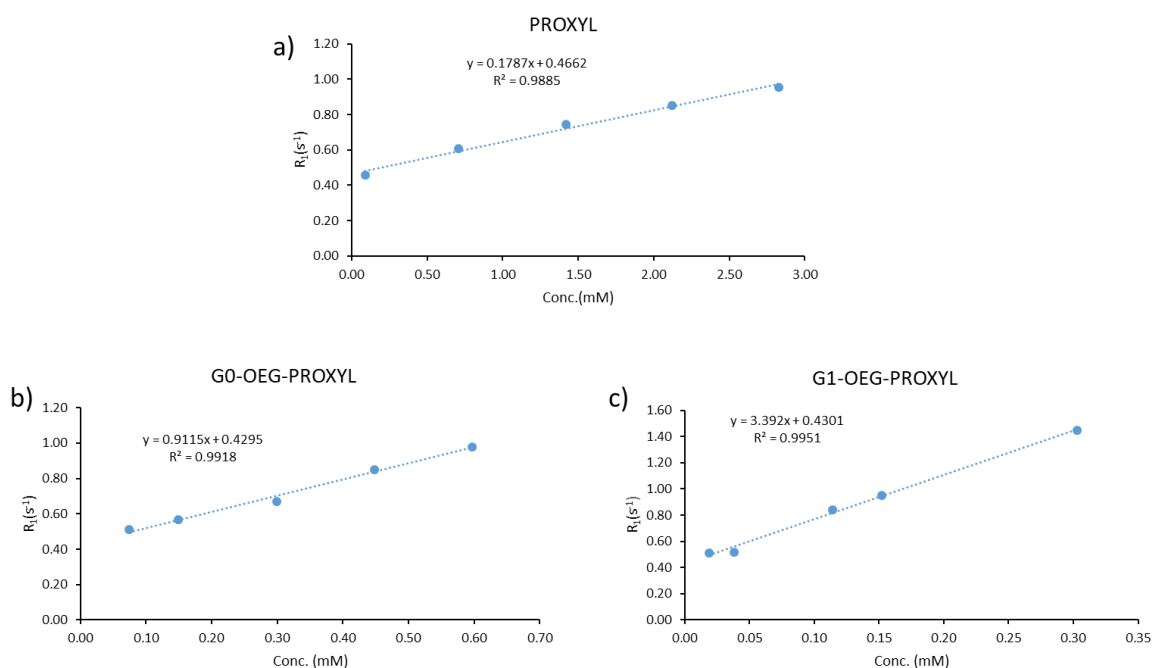 PROXYL
a)
y = 0.1787x + 0.4662
R² = 0.9885
1.20
1.00
0.80
0.60
0.40
0.20
0.00
R₁(s⁻¹)
0.00 0.50 1.00 1.50 2.00 2.50 3.00
Conc.(mM)
G0-OEG-PROXYL
b)
y = 0.9115x + 0.4295
R² = 0.9918
1.20
1.00
0.80
0.60
0.40
0.20
0.00
R₁(s⁻¹)
0.00 0.10 0.20 0.30 0.40 0.50 0.60 0.70
Conc. (mM)
G1-OEG-PROXYL
c)
y = 3.392x + 0.4301
R² = 0.9951
1.60
1.40
1.20
1.00
0.80
0.60
0.40
0.20
0.00
R₁(s⁻¹)
0.00 0.05 0.10 0.15 0.20 0.25 0.30 0.35
Conc. (mM)